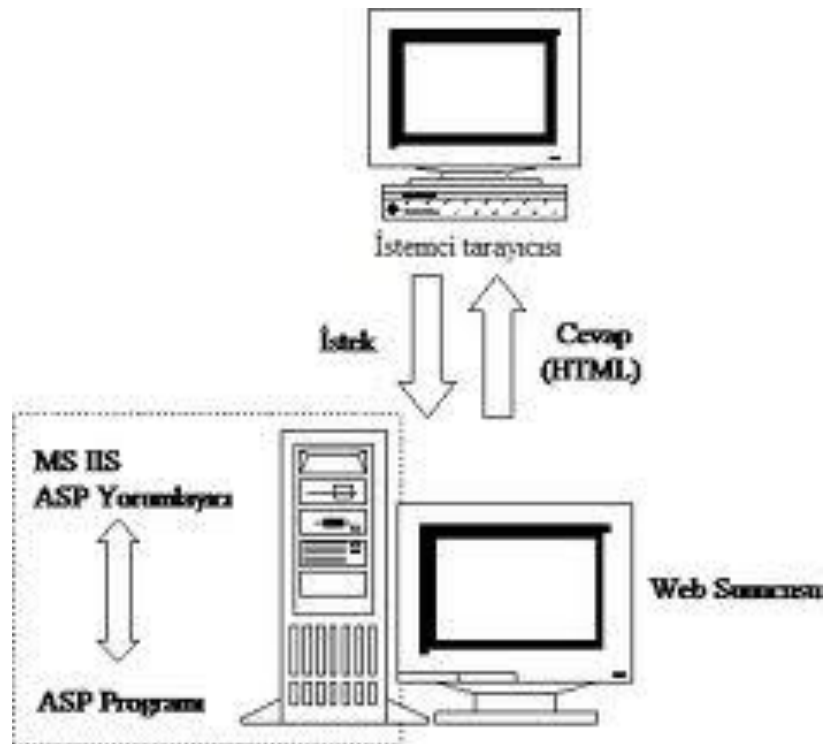 İstemci tarayıcısı
İstek
Cevap
(HTML)
MS IIS
ASP Yorumlayıcı
Web Sunucusu
ASP Programı